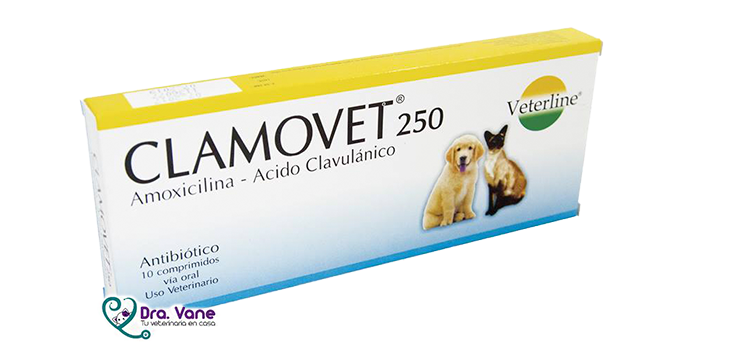 CLAMOVET® 250
Amoxicilina - Acido Clavulánico
Veterline®
Antibiótico
10 comprimidos
vía oral
Uso Veterinario
CLAMOVET
Dra. Vane
Tu veterinaria en casa